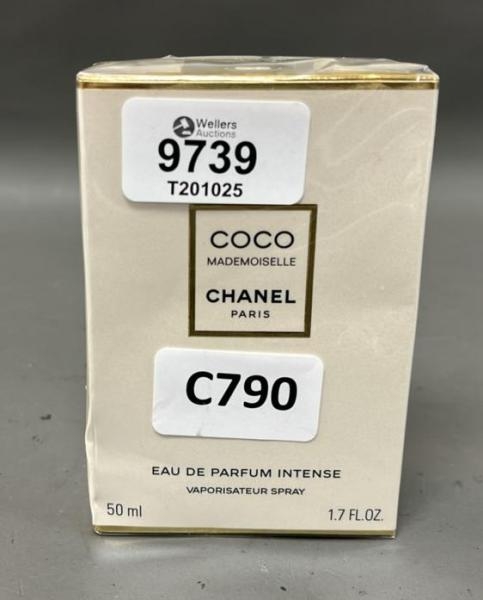 Wellers
Auctions
9739
T201025
COCO
MADEMOISELLE
CHANEL
PARIS
C790
EAU DE PARFUM INTENSE
VAPORISATEUR SPRAY
50 ml 1.7 FL.OZ.